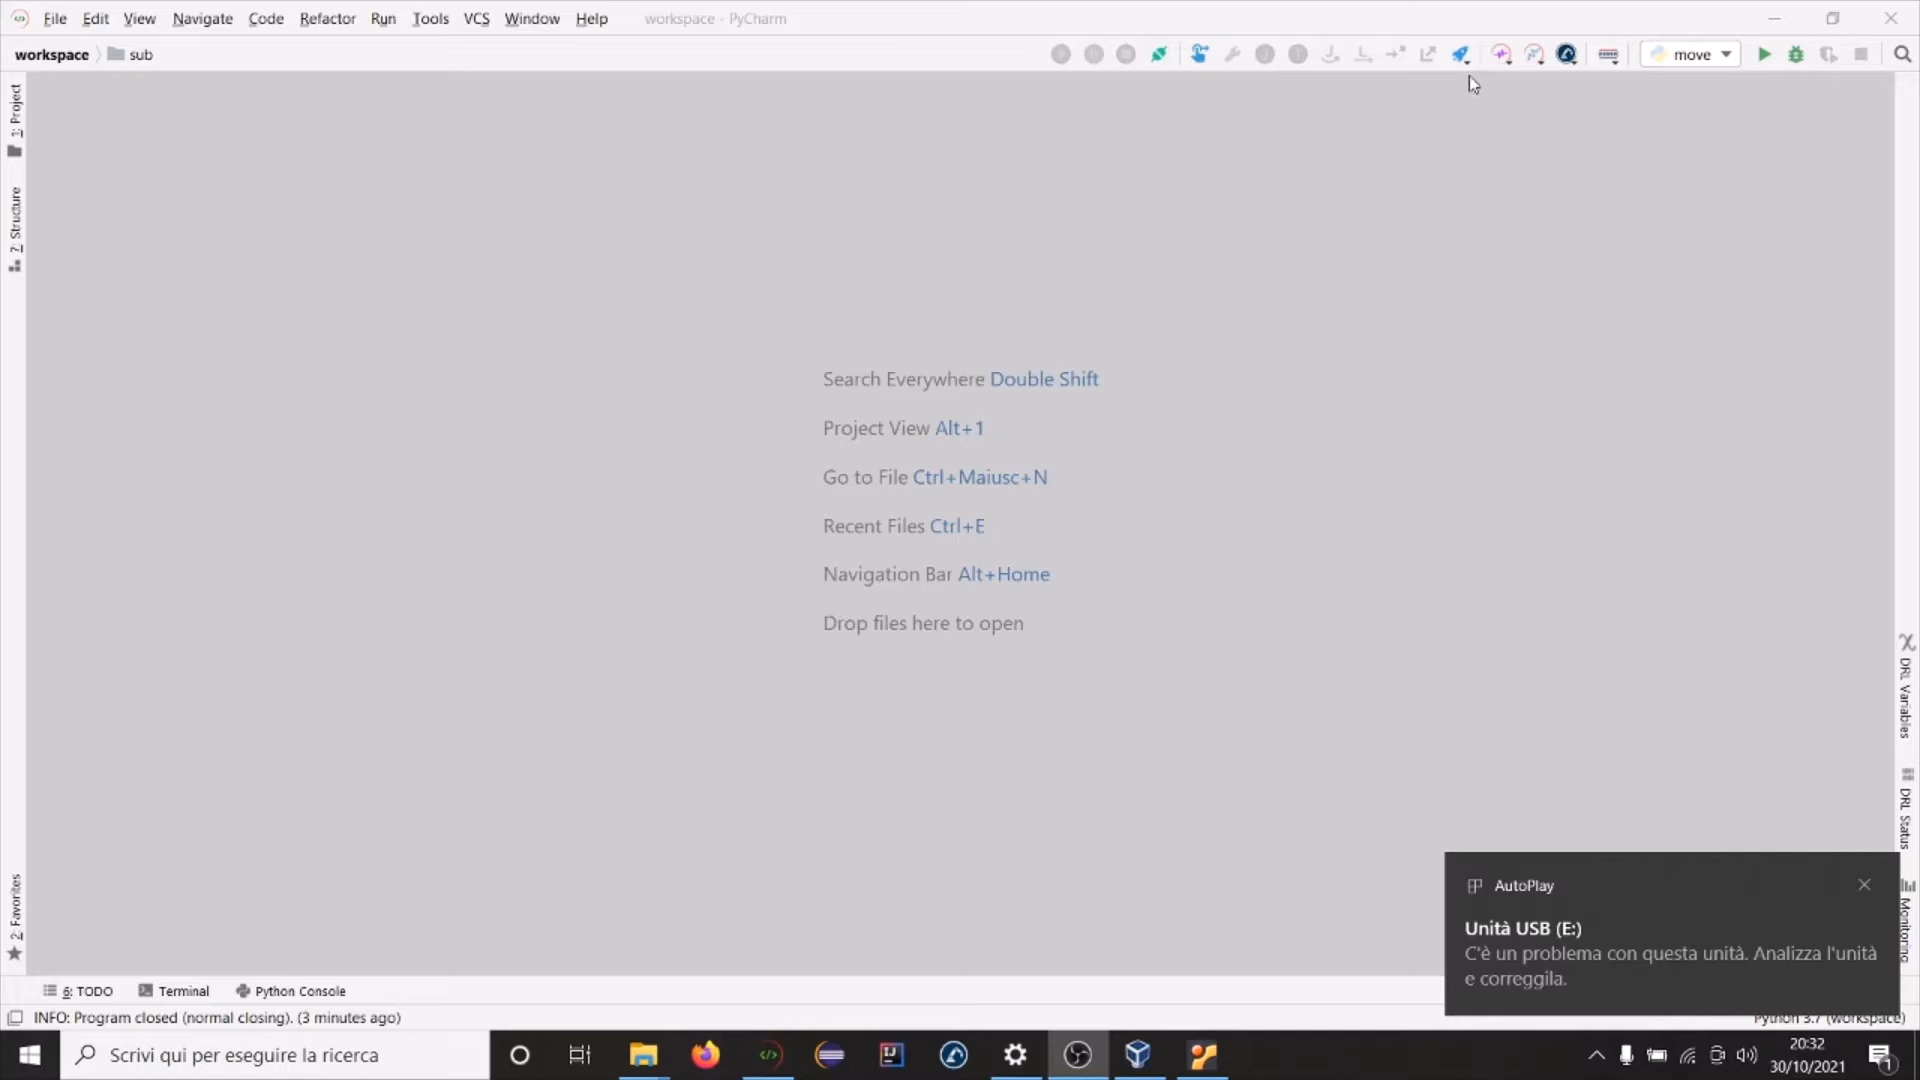 File Edit View Navigate Code Refactor Run Tools VCS Window Help workspace - PyCharm
workspace sub
move
1: Project
7: Structure
Search Everywhere Double Shift
Project View Alt+1
Go to File Ctrl+Maiusc+N
Recent Files Ctrl+E
Navigation Bar Alt+Home
Drop files here to open
DRL Variables
DRL Status
Monitoring
2: Favorites
AutoPlay
Unità USB (E:)
C'è un problema con questa unità. Analizza l'unità
e correggila.
6: TODO Terminal Python Console
INFO: Program closed (normal closing). (3 minutes ago)
Python 3.7 (workspace)
Scrivi qui per eseguire la ricerca
20:32
30/10/2021
1